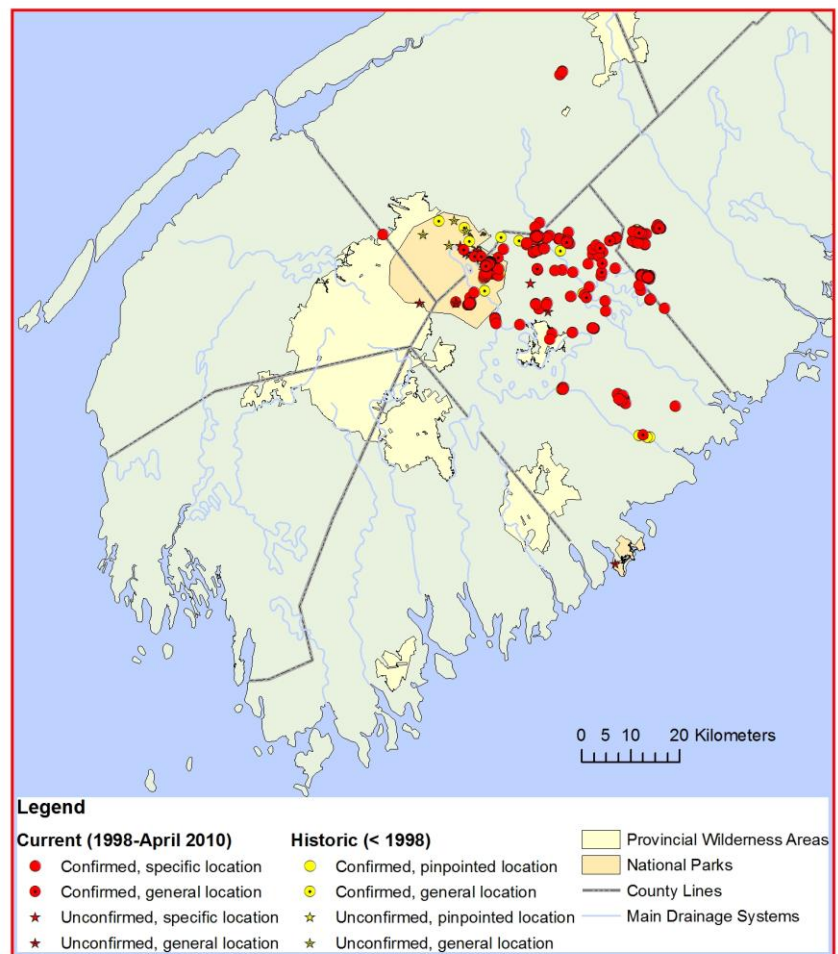 0 5 10 20 Kilometers
Legend
Current (1998-April 2010)
Confirmed, specific location
Confirmed, general location
Unconfirmed, specific location
Unconfirmed, general location
Historic (< 1998)
Confirmed, pinpointed location
Confirmed, general location
Unconfirmed, pinpointed location
Unconfirmed, general location
Provincial Wilderness Areas
National Parks
County Lines
Main Drainage Systems